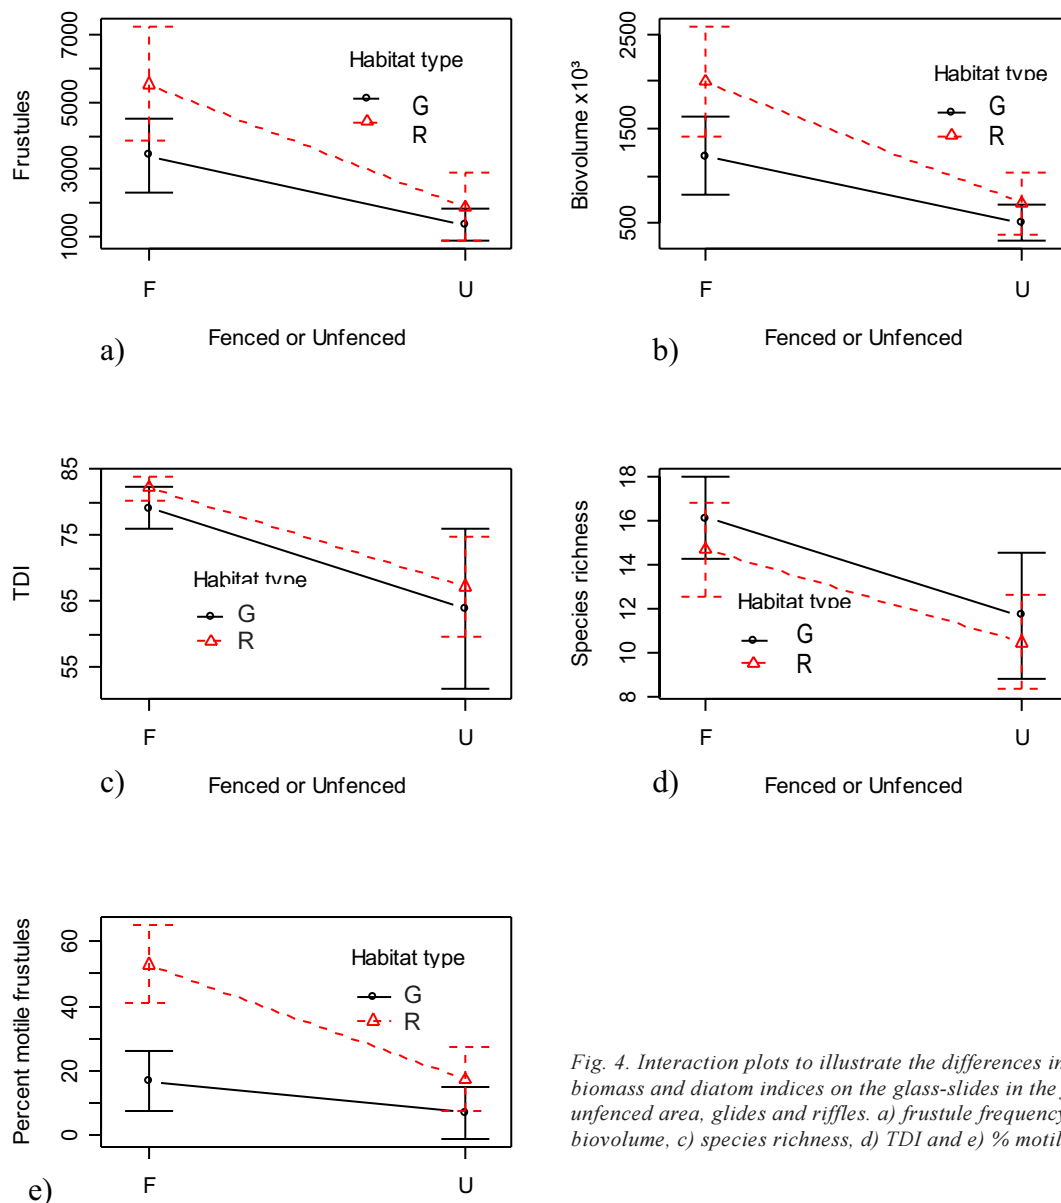 7000
5000
3000
1000
Frustules
Habitat type
G
R
F
U
Fenced or Unfenced
a)
2500
1500
500
Biovolume x10³
Habitat type
G
R
F
U
Fenced or Unfenced
b)
85
75
65
55
TDI
Habitat type
G
R
F
U
Fenced or Unfenced
c)
18
16
14
12
10
8
Species richness
Habitat type
G
R
F
U
Fenced or Unfenced
d)
60
40
20
0
Percent motile frustules
Habitat type
G
R
F
U
e)
Fig. 4. Interaction plots to illustrate the differences in
biomass and diatom indices on the glass-slides in the
unfenced area, glides and riffles. a) frustule frequency
biovolume, c) species richness, d) TDI and e) % motil